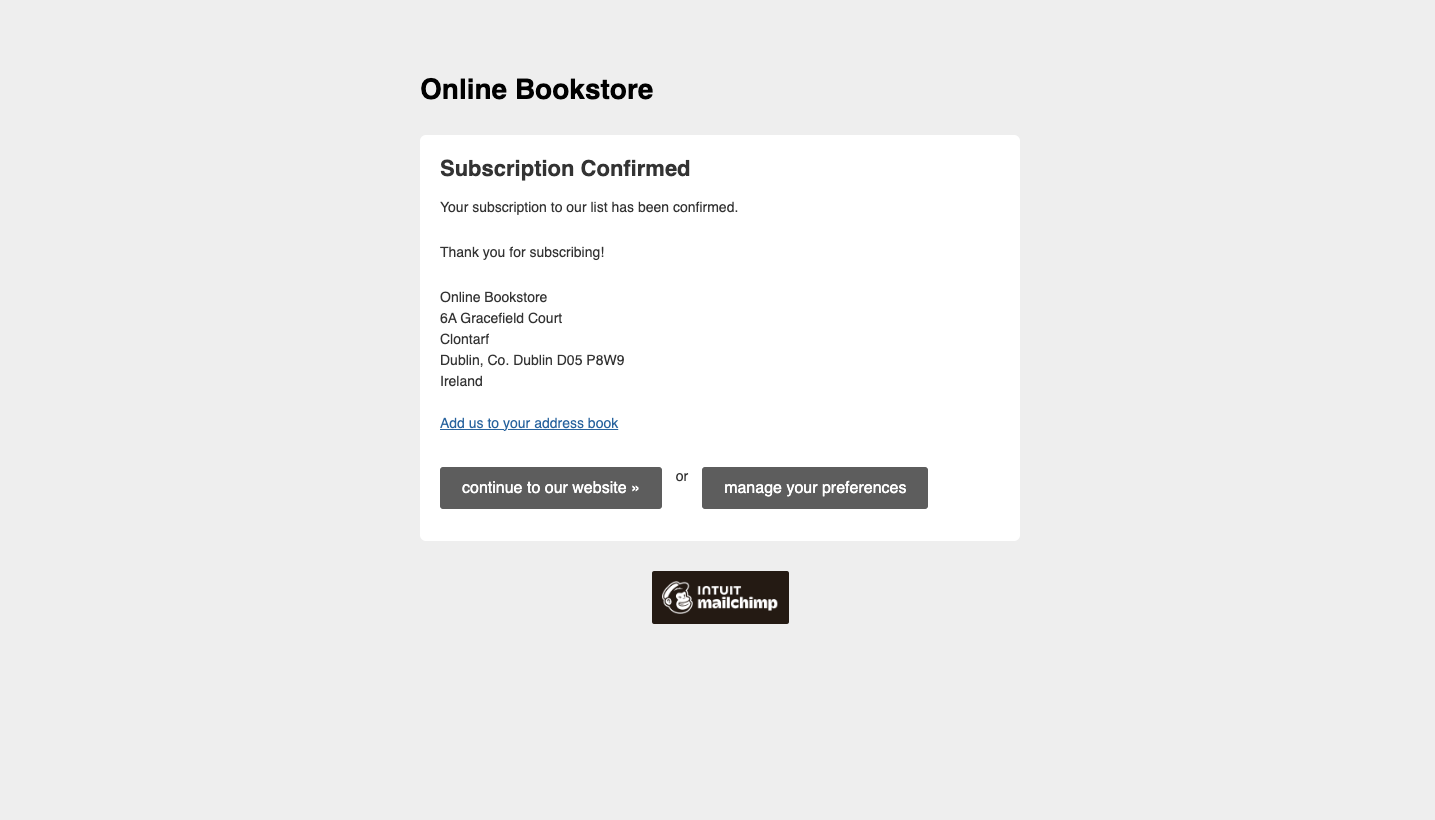 Online Bookstore
Subscription Confirmed
Your subscription to our list has been confirmed.
Thank you for subscribing!
Online Bookstore
6A Gracefield Court
Clontarf
Dublin, Co. Dublin D05 P8W9
Ireland
Add us to your address book
continue to our website » or manage your preferences
INTUIT
mailchimp